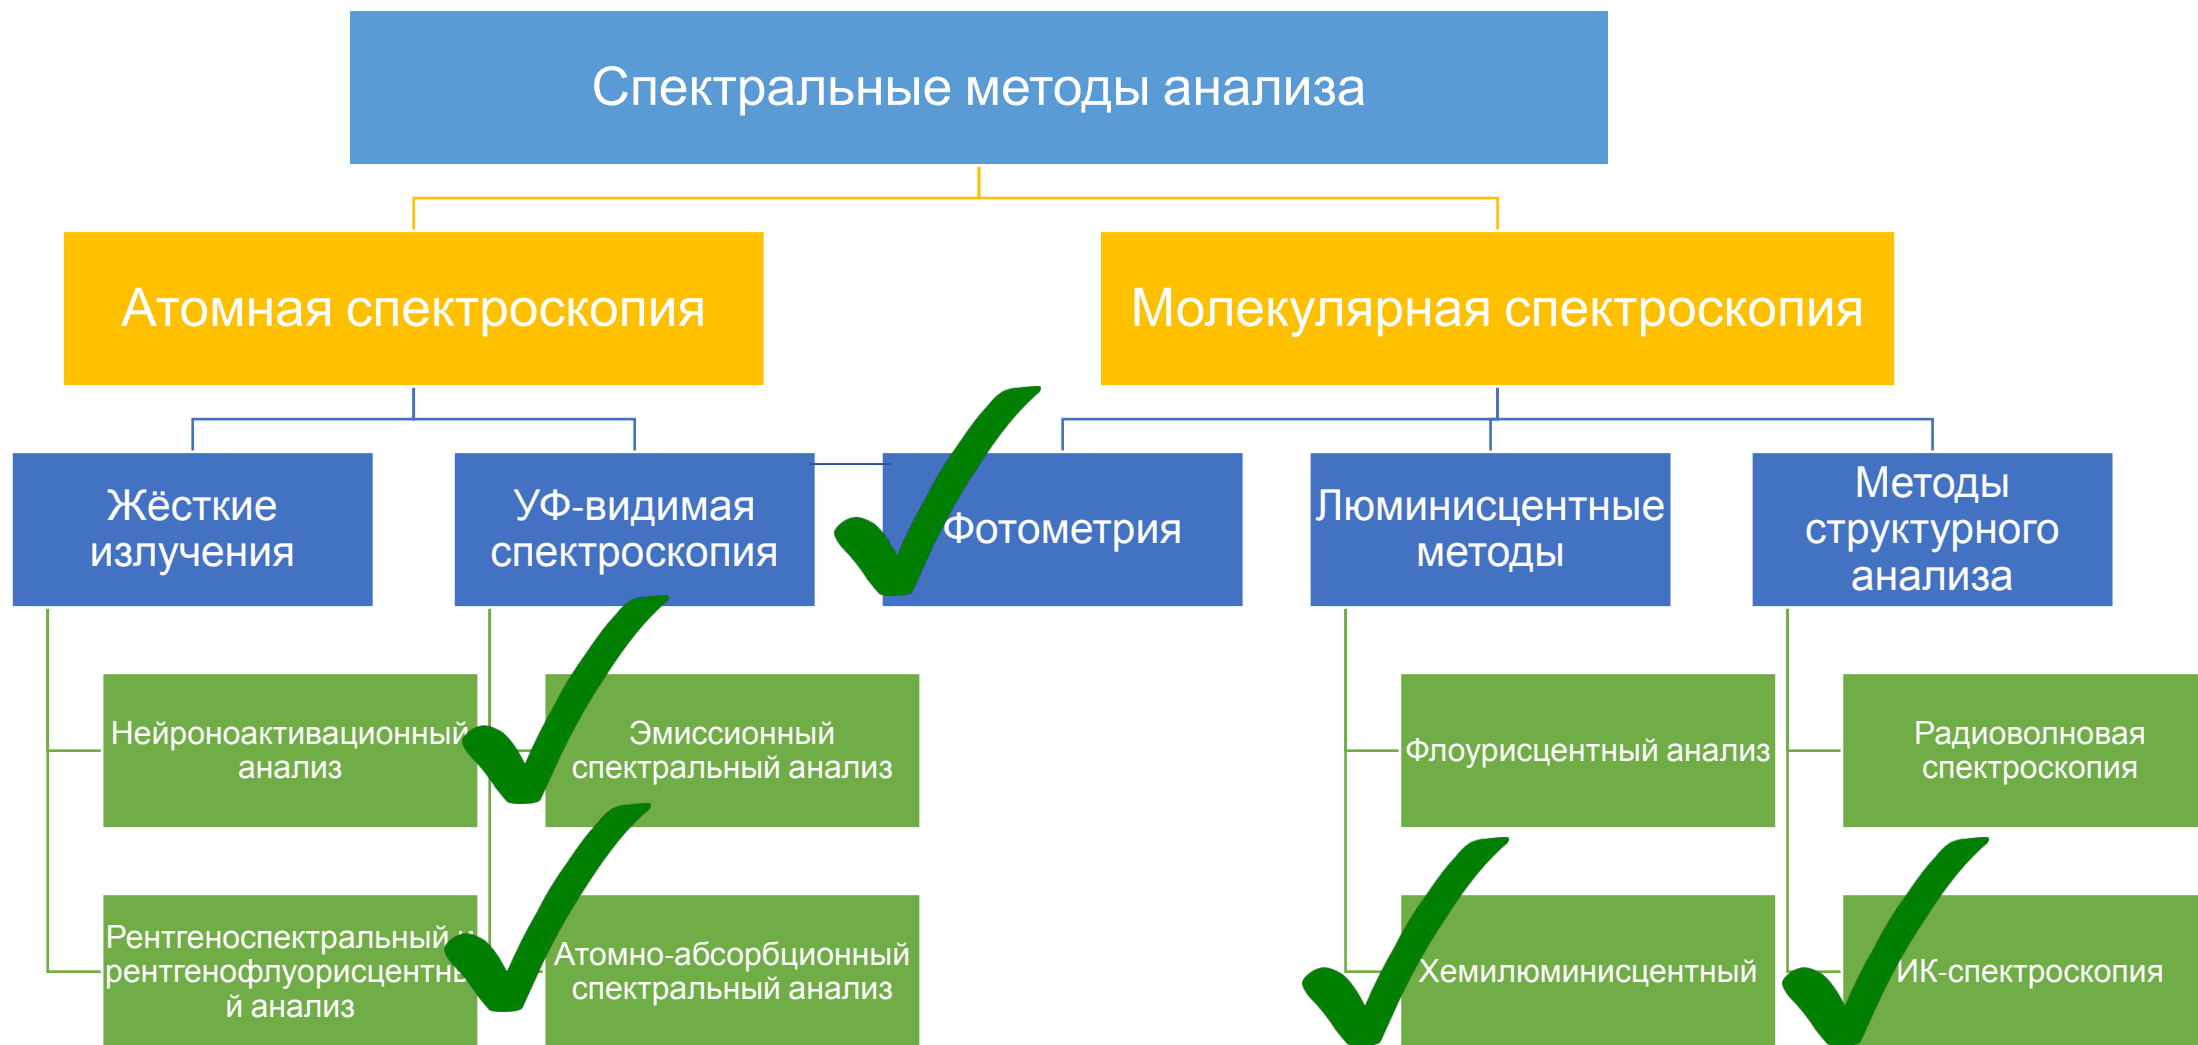 Спектральные методы анализа
Атомная спектроскопия
Молекулярная спектроскопия
Жёсткие
излучения
УФ-видимая
спектроскопия
Фотометрия
Люминисцентные
методы
Методы
структурного
анализа
Нейроноактивационный
анализ
Эмиссионный
спектральный анализ
Флоурисцентный анализ
Радиоволновая
спектроскопия
Рентгеноспектральный и
рентгенофлуорисцентны
й анализ
Атомно-абсорбционный
спектральный анализ
Хемилюминисцентный
ИК-спектроскопия